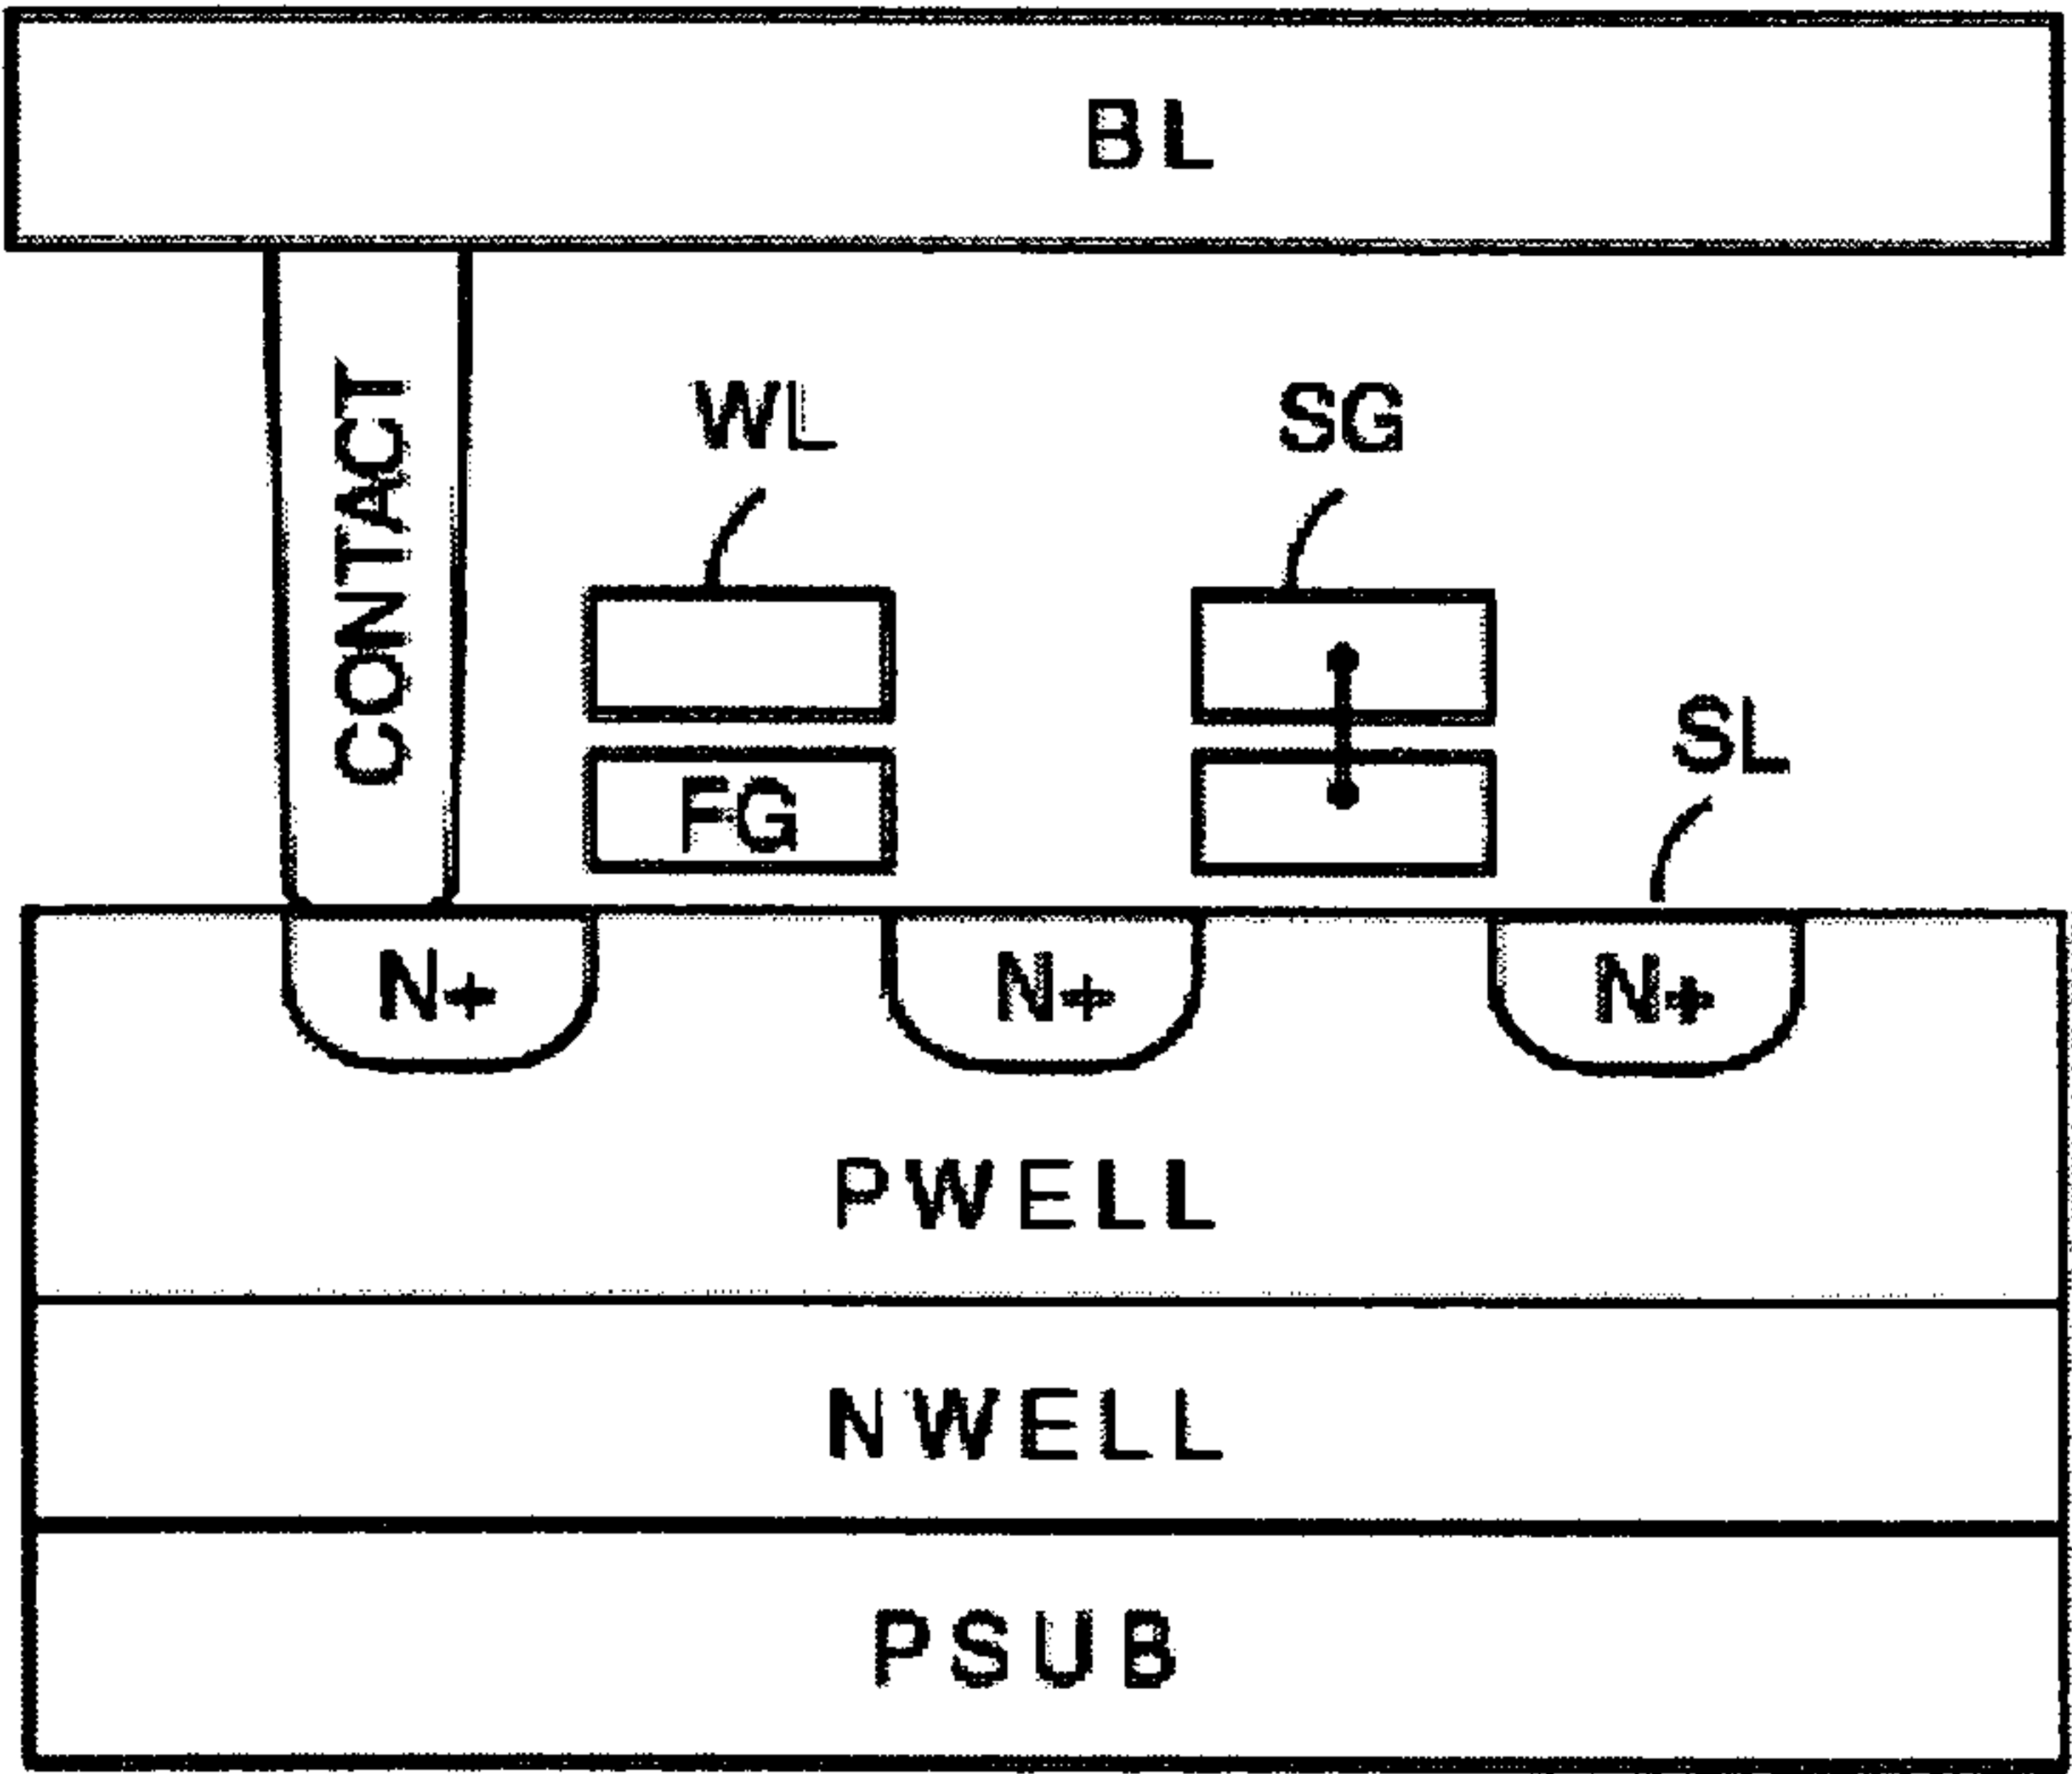 BL
CONTACT
WL
SG
SL
FG
N+
N+
N+
PWELL
NWELL
PSUB